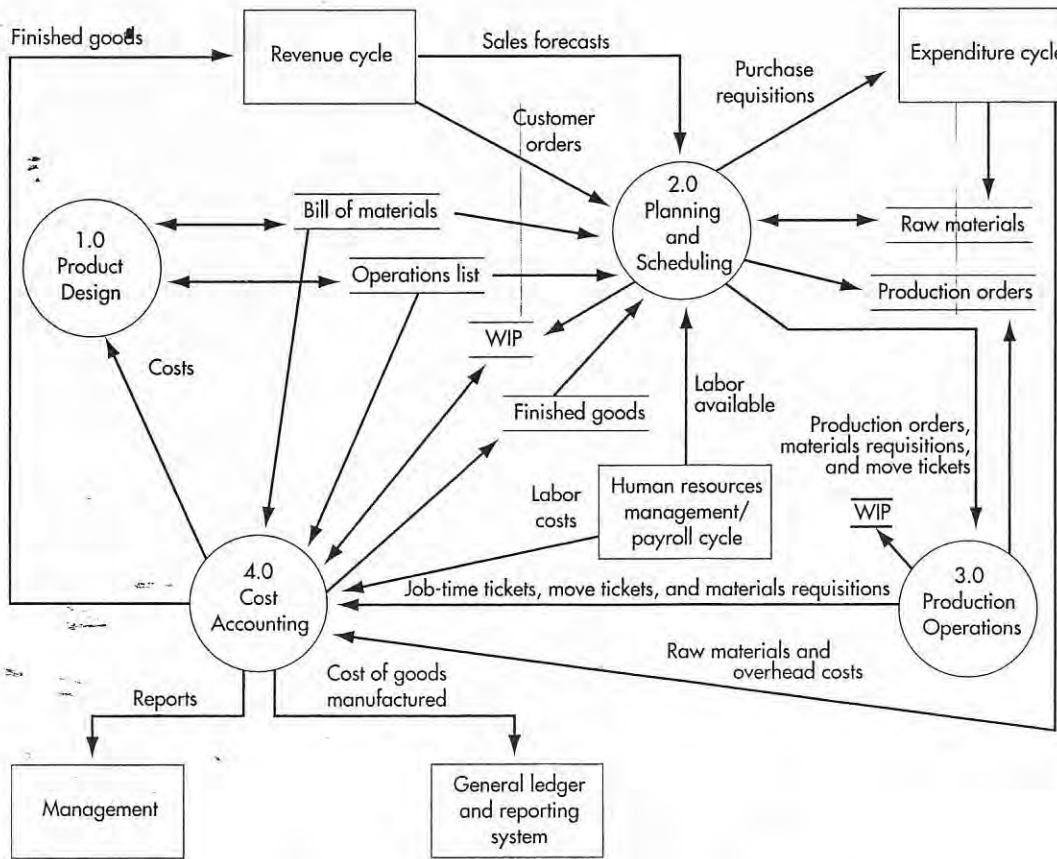 Finished goods
Revenue cycle
Sales forecasts
Expenditure cycle
Purchase
requisitions
Customer
orders
2.0
Planning
and
Scheduling
1.0
Product
Design
Bill of materials
Raw materials
Operations list
Production orders
WIP
Costs
Finished goods
Labor
available
Production orders,
materials requisitions,
and move tickets
Labor
costs
Human resources
management/
payroll cycle
WIP
4.0
Cost
Accounting
Job-time tickets, move tickets, and materials requisitions
3.0
Production
Operations
Raw materials and
overhead costs
Reports
Cost of goods
manufactured
Management
General ledger
and reporting
system